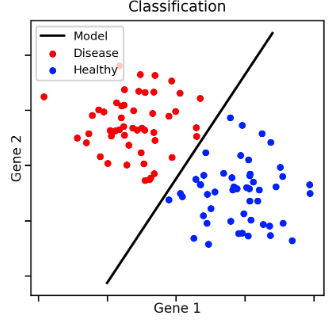 Classification
Model
Disease
Healthy
Gene 2
Gene 1